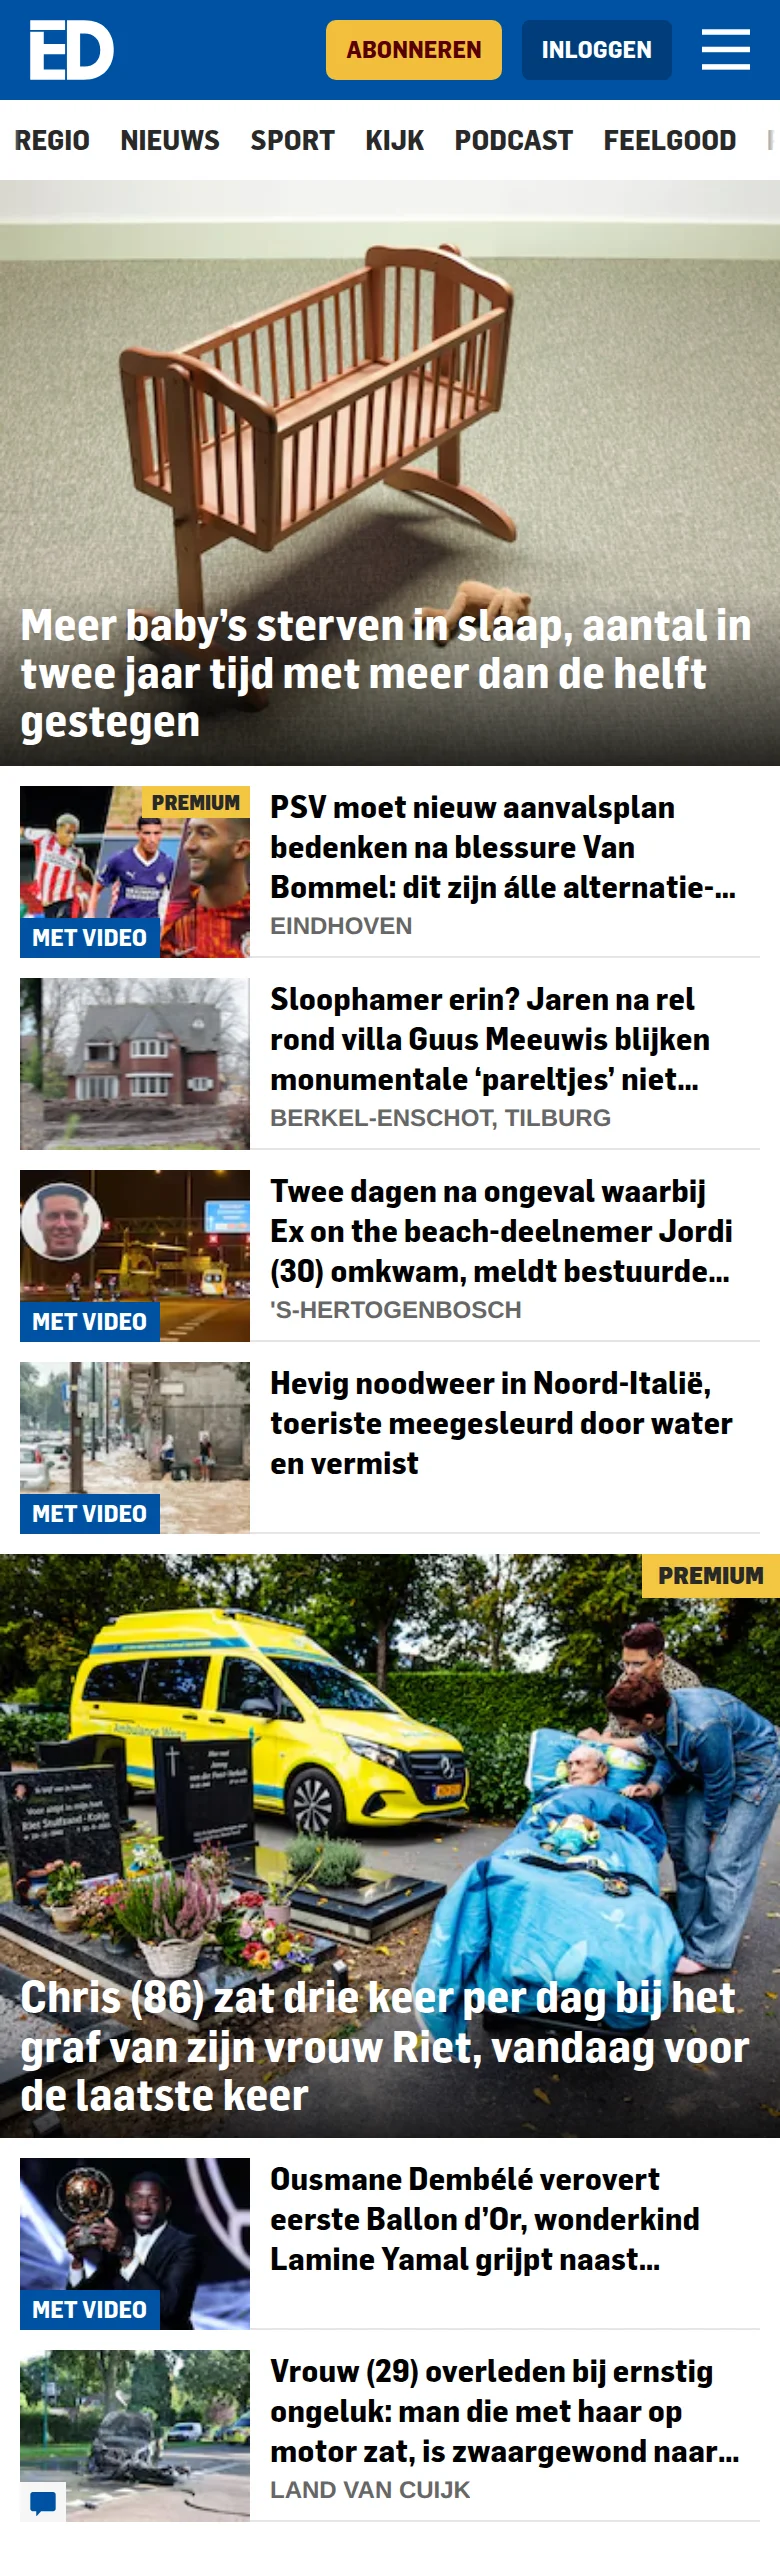 ED
ABONNEREN
INLOGGEN
REGIO NIEUWS SPORT KIJK PODCAST FEELGOOD
Meer baby’s sterven in slaap, aantal in
twee jaar tijd met meer dan de helft
gestegen
PREMIUM
MET VIDEO
PSV moet nieuw aanvalsplan
bedenken na blessure Van
Bommel: dit zijn álle alternatie-...
EINDHOVEN
Sloophamer erin? Jaren na rel
rond villa Guus Meeuwis blijken
monumentale ‘pareltjes’ niet...
BERKEL-ENSCHOT, TILBURG
MET VIDEO
Twee dagen na ongeval waarbij
Ex on the beach-deelnemer Jordi
(30) omkwam, meldt bestuurde...
'S-HERTOGENBOSCH
MET VIDEO
Hevig noodweer in Noord-Italië,
toeriste meegesleurd door water
en vermist
PREMIUM
Ambulance Wens
Chris (86) zat drie keer per dag bij het
graf van zijn vrouw Riet, vandaag voor
de laatste keer
MET VIDEO
Ousmane Dembélé verovert
eerste Ballon d’Or, wonderkind
Lamine Yamal grijpt naast...
Vrouw (29) overleden bij ernstig
ongeluk: man die met haar op
motor zat, is zwaargewond naar...
LAND VAN CUIJK